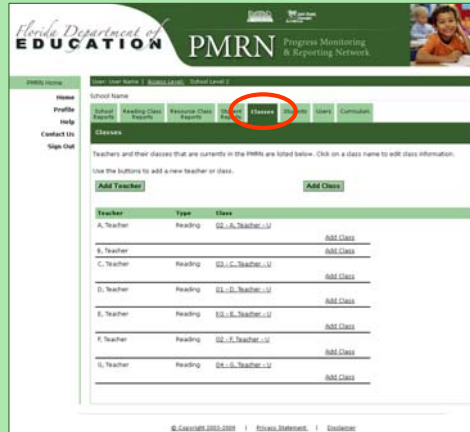 Florida Department of
EDUCATION
PMRN Progress Monitoring
& Reporting Network
PMRN Home
User: User Name | Access Level: School Level 2
Home
Profile
Help
Contact Us
Sign Out
School Name
School Reports
Reading Class Reports
Resource Class Reports
Student Reports
Classes
Students
Users
Curriculum
Classes
Teachers and their classes that are currently in the PMRN are listed below. Click on a class name to edit class information.
Use the buttons to add a new teacher or class.
Add Teacher Add Class
Teacher Type Class
A, Teacher Reading 02 - A, Teacher - U
Add Class
B, Teacher Add Class
C, Teacher Reading 03 - C, Teacher - U
Add Class
D, Teacher Reading 01 - D, Teacher - U
Add Class
E, Teacher Reading - E, Teacher - U
Add Class
F, Teacher Reading 02 - F, Teacher - U
Add Class
G, Teacher Reading 04 - G, Teacher - U
Add Class
© Copyright 2003-2004 | Privacy Statement | Disclaimer